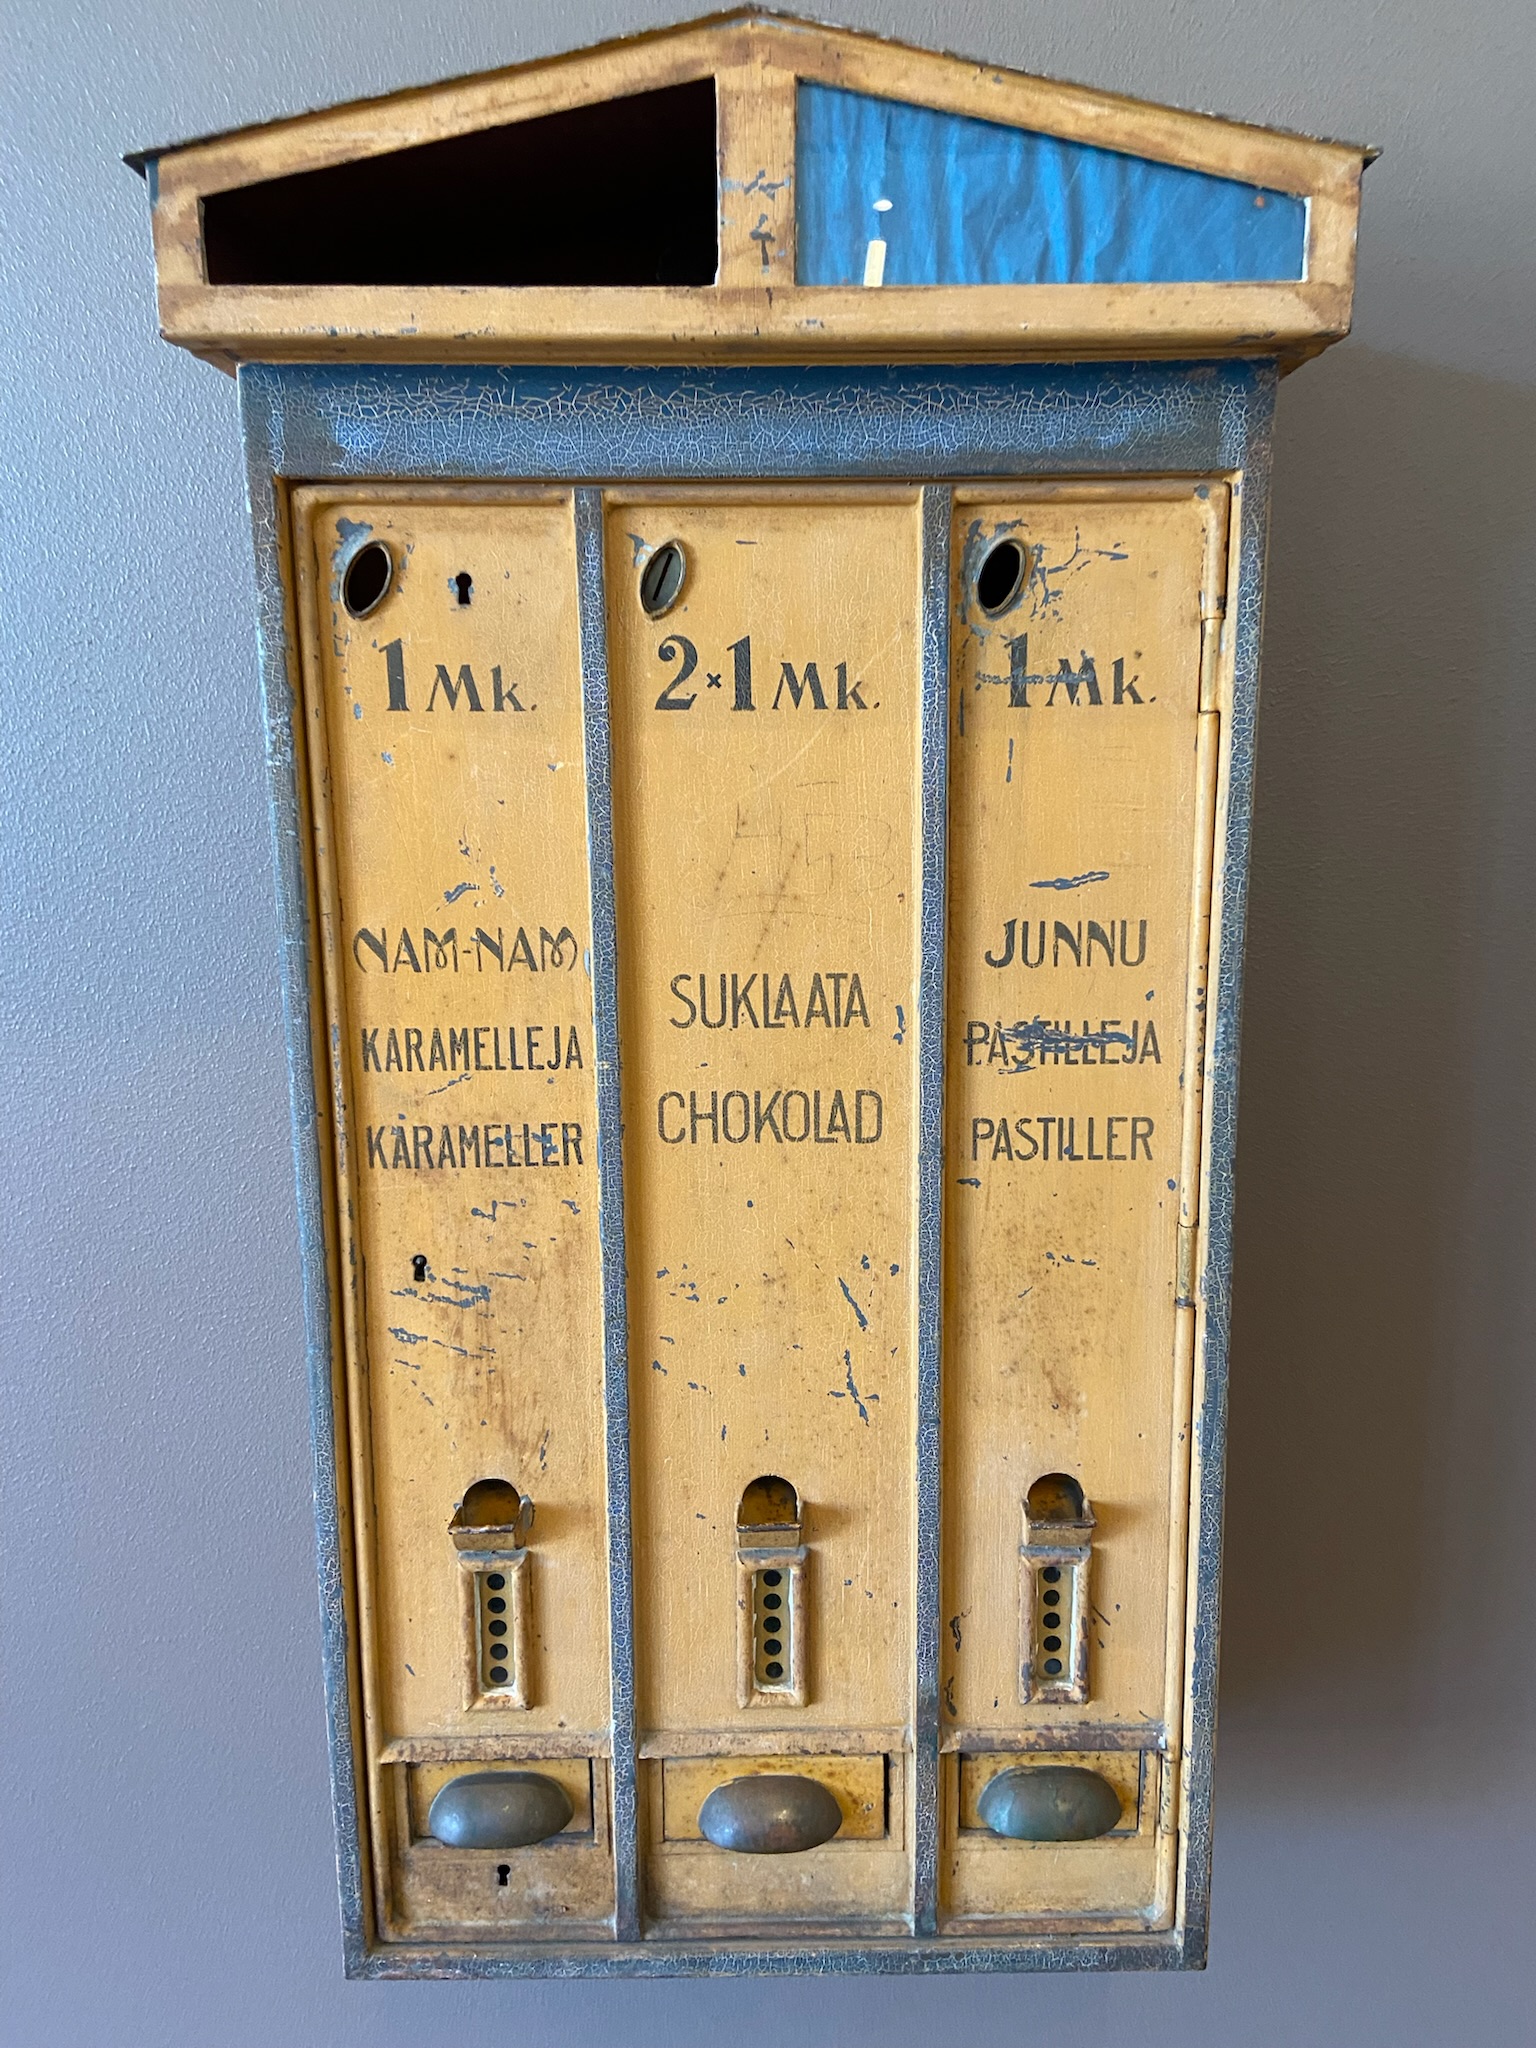 1 Mk.
NAM-NAM
KARAMELLEJA
KARAMELLER
2×1 Mk.
SUKLAATA
CHOKOLAD
1 Mk.
JUNNU
PASTILLEJA
PASTILLER